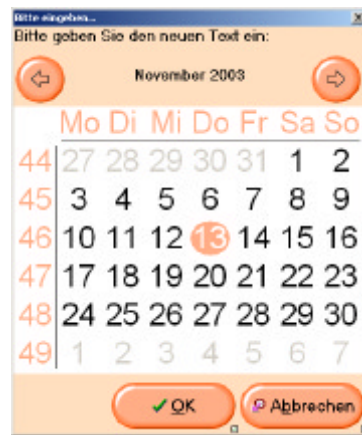 Bitte eingeben...
Bitte geben Sie den neuen Text ein:
November 2003
Mo Di Mi Do Fr Sa So
44 27 28 29 30 31 1 2
45 3 4 5 6 7 8 9
46 10 11 12 13 14 15 16
47 17 18 19 20 21 22 23
48 24 25 26 27 28 29 30
49 1 2 3 4 5 6 7
OK Abbrechen